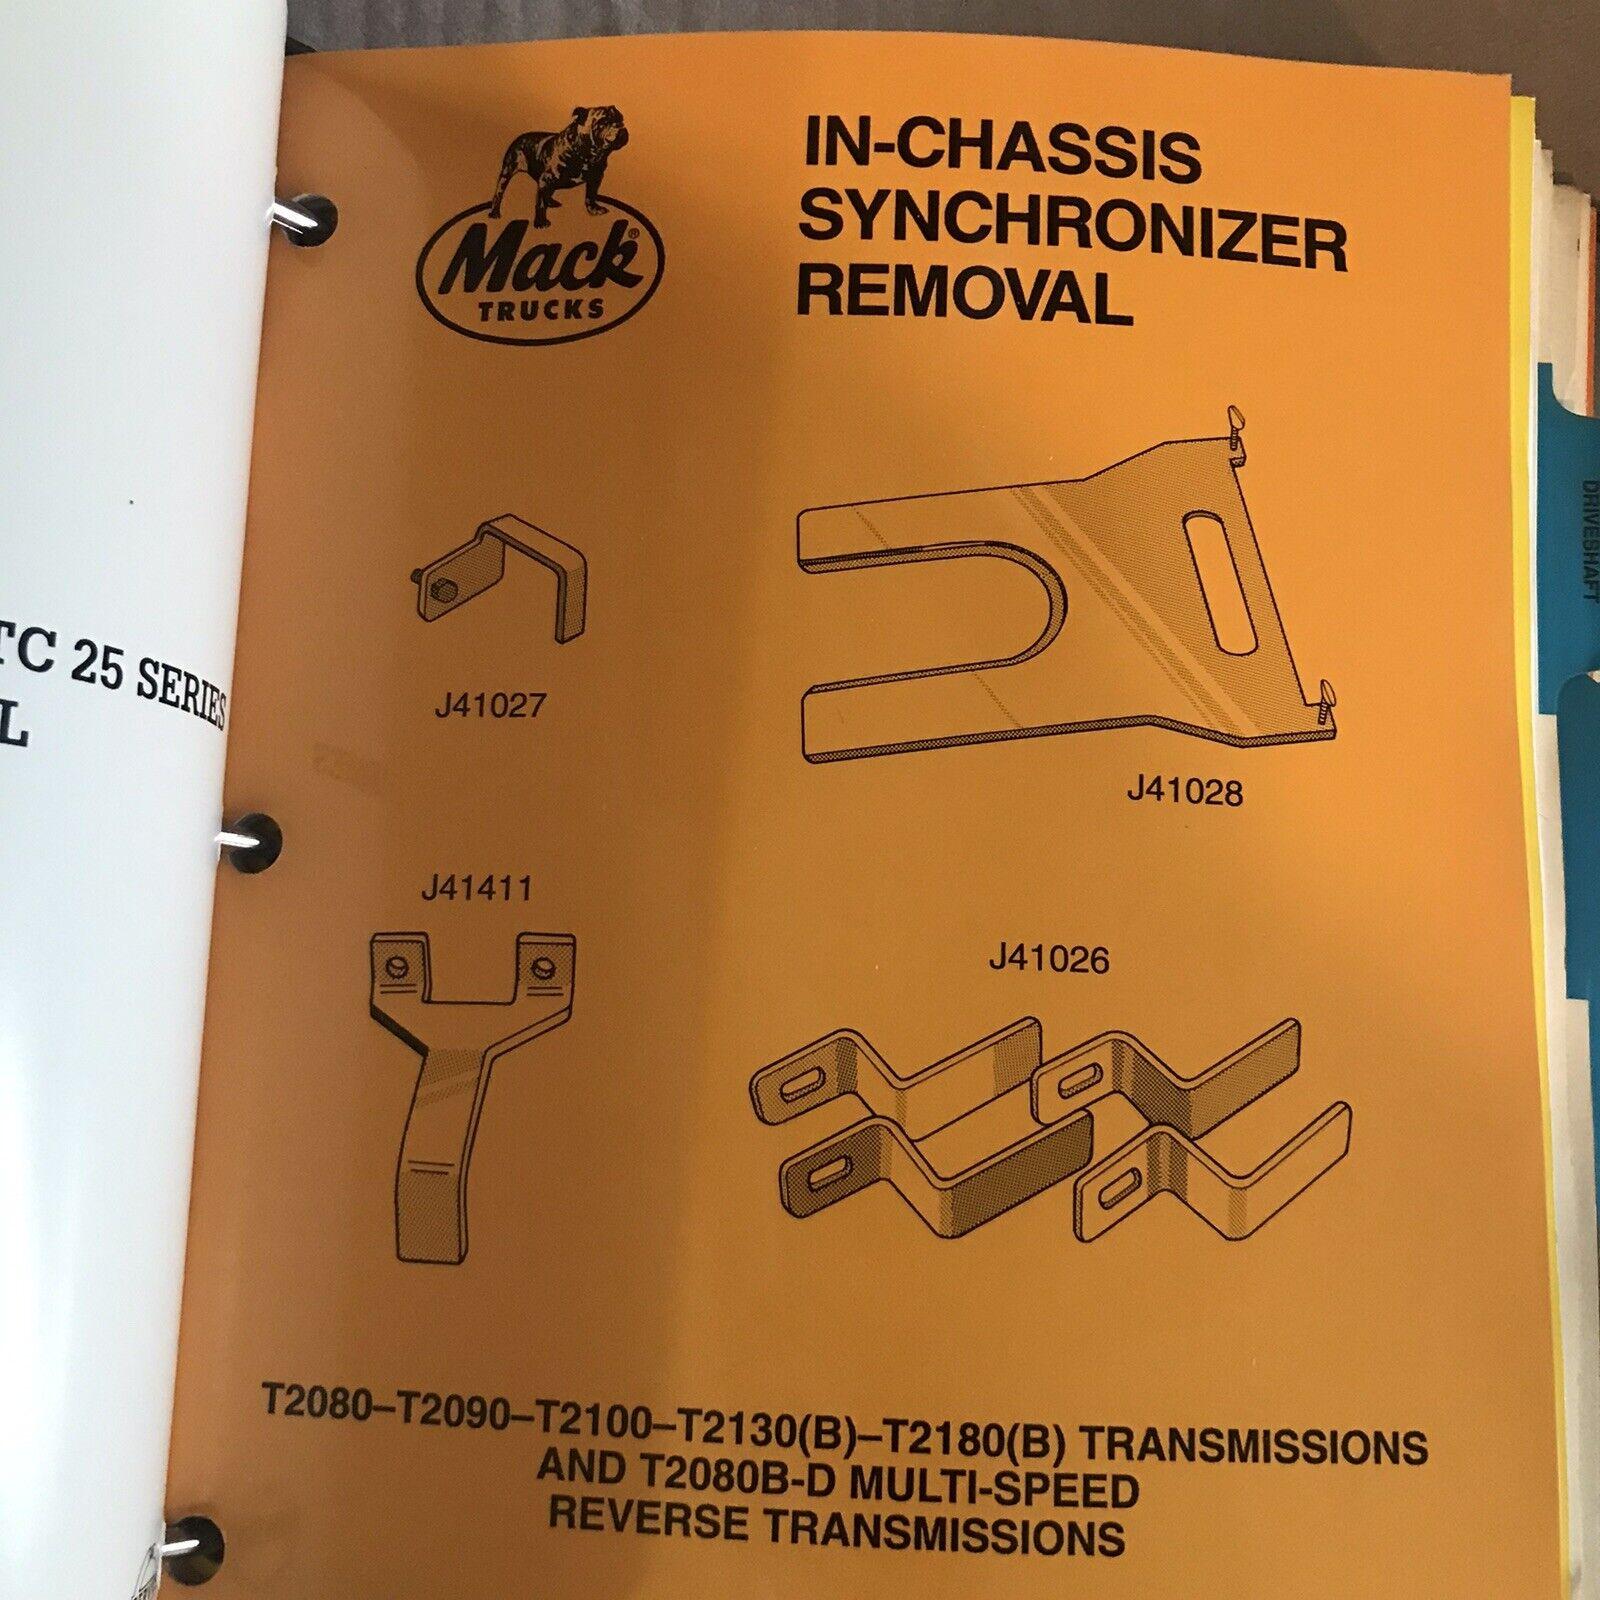 TC 25 SERIES
L
Mack®
TRUCKS
IN-CHASSIS
SYNCHRONIZER
REMOVAL
J41027
J41028
J41411
J41026
T2080–T2090–T2100–T2130(B)–T2180(B) TRANSMISSIONS
AND T2080B-D MULTI-SPEED
REVERSE TRANSMISSIONS
DRIVESHAFT